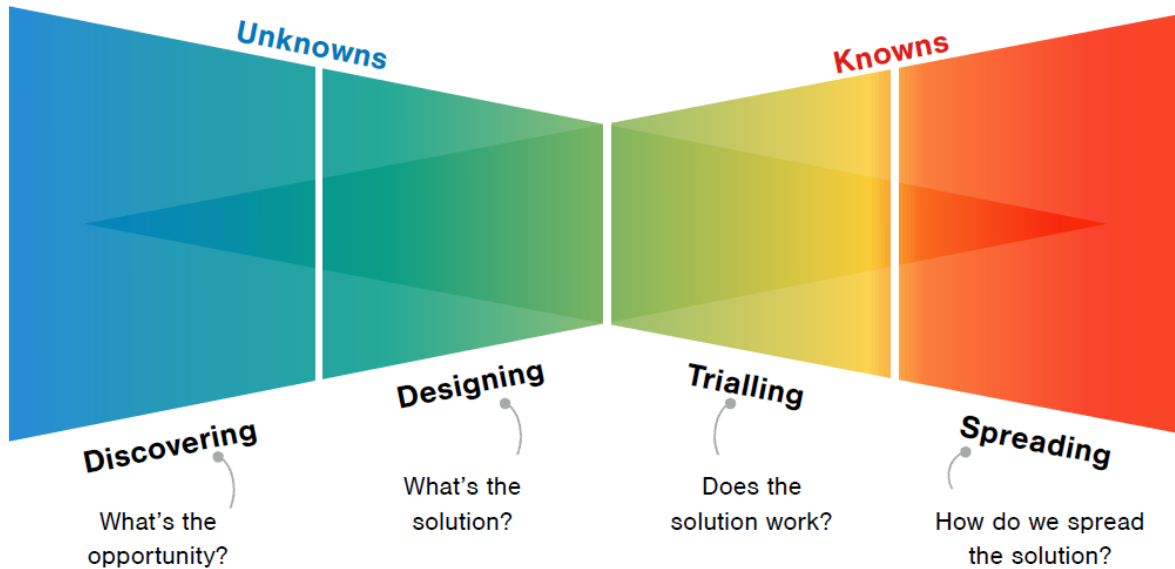 Unknowns
Knowns
Discovering
What's the
opportunity?
Designing
What's the
solution?
Trialling
Does the
solution work?
Spreading
How do we spread
the solution?